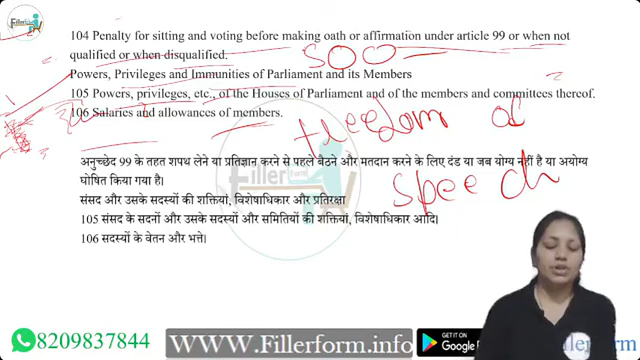 Fillerform
104 Penalty for sitting and voting before making oath or affirmation under article 99 or when not
qualified or when disqualified.
500
Powers, Privileges and Immunities of Parliament and its Members
105 Powers, privileges, etc., of the Houses of Parliament and of the members and committees thereof.
106 Salaries and allowances of members.
freedom of
speech
अनुच्छेद 99 के तहत शपथ लेने या प्रतिज्ञान करने से पहले बैठने और मतदान करने के लिए दंड या जब योग्य नहीं है या अयोग्य
घोषित किया गया है।
संसद और उसके सदस्यों की शक्तियां, विशेषाधिकार और प्रतिरक्षा
105 संसद के सदनों और उसके सदस्यों और समितियों की शक्तियां, विशेषाधिकार आदि।
106 सदस्यों के वेतन और भत्ते।
8209837844
WWW.Fillerform.info
GET IT ON
Google